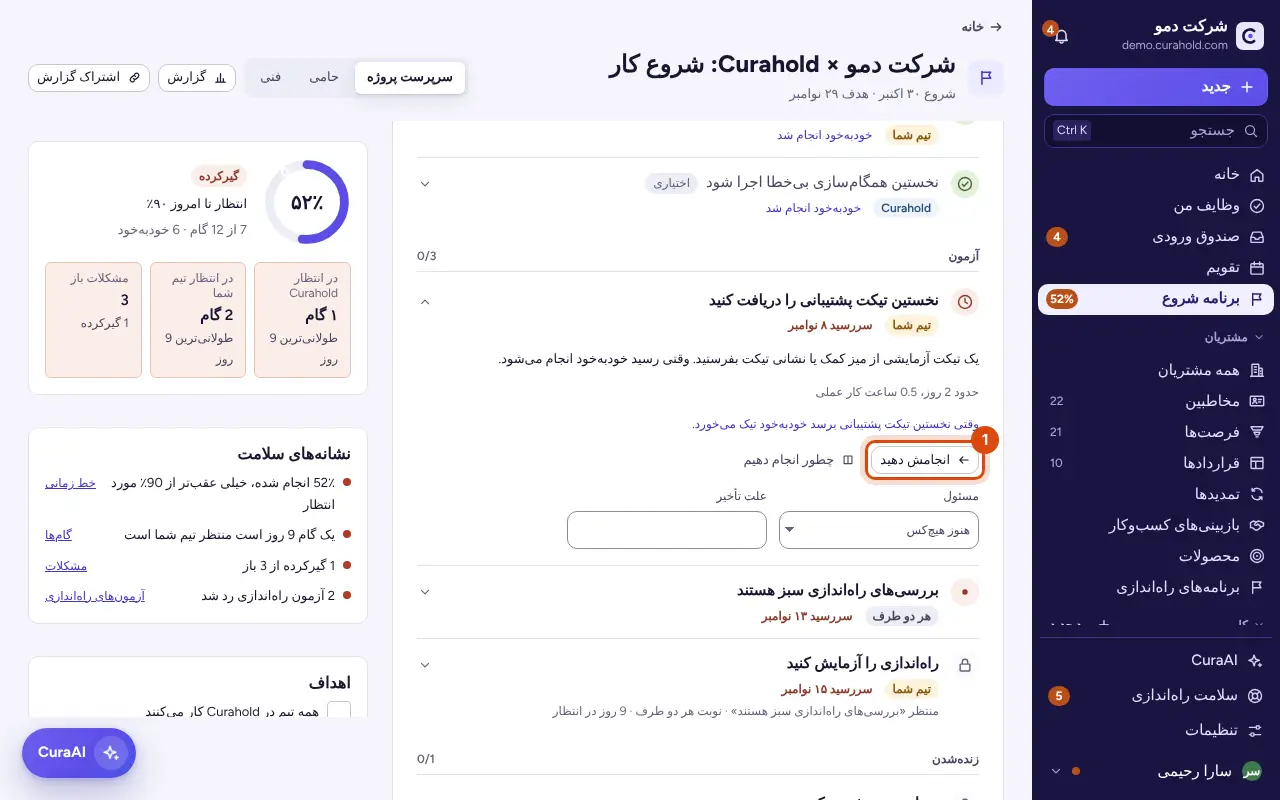 شرکت دمو
demo.curahold.com
4
جدید
جستجو
Ctrl K
خانه
وظایف من
صندوق ورودی
4
تقویم
برنامه شروع
52%
مشتریان
همه مشتریان
مخاطبین
22
فرصت‌ها
21
قراردادها
10
تمدیدها
بازبینی‌های کسب‌وکار
محصولات
برنامه‌های راه‌اندازی
CuraAI
سلامت راه‌اندازی
5
تنظیمات
سر
سارا رحیمی
خانه
شرکت دمو × Curahold: شروع کار
شروع ۳۰ اکتبر · هدف ۲۹ نوامبر
سرپرست پروژه
حامی
فنی
گزارش
اشتراک گزارش
تیم شما
خودبه‌خود انجام شد
نخستین همگام‌سازی بی‌خطا اجرا شود
اختیاری
Curahold
خودبه‌خود انجام شد
آزمون
0/3
نخستین تیکت پشتیبانی را دریافت کنید
تیم شما
سررسید ۸ نوامبر
یک تیکت آزمایشی از میز کمک یا نشانی تیکت بفرستید. وقتی رسید خودبه‌خود انجام می‌شود.
حدود 2 روز، 0.5 ساعت کار عملی
وقتی نخستین تیکت پشتیبانی برسد خودبه‌خود تیک می‌خورد.
1
انجامش دهید
چطور انجام دهیم
مسئول
علت تأخیر
هنوز هیچ‌کس
بررسی‌های راه‌اندازی سبز هستند
هر دو طرف
سررسید ۱۳ نوامبر
راه‌اندازی را آزمایش کنید
تیم شما
سررسید ۱۵ نوامبر
منتظر «بررسی‌های راه‌اندازی سبز هستند» · نوبت هر دو طرف · 9 روز در انتظار
زنده‌شدن
0/1
۵۲٪
گیرکرده
انتظار تا امروز ۹۰٪
7 از 12 گام · 6 خودبه‌خود
در انتظار Curahold
۱ گام
طولانی‌ترین 9 روز
در انتظار تیم شما
2 گام
طولانی‌ترین 9 روز
مشکلات باز
3
1 گیرکرده
نشانه‌های سلامت
52٪ انجام شده، خیلی عقب‌تر از 90٪ مورد انتظار
خط زمانی
یک گام 9 روز است منتظر تیم شما است
گام‌ها
1 گیرکرده از 3 باز
مشکلات
2 آزمون راه‌اندازی رد شد
آزمون‌های راه‌اندازی
اهداف
همه تیم در Curahold کار می‌کنند
CuraAI